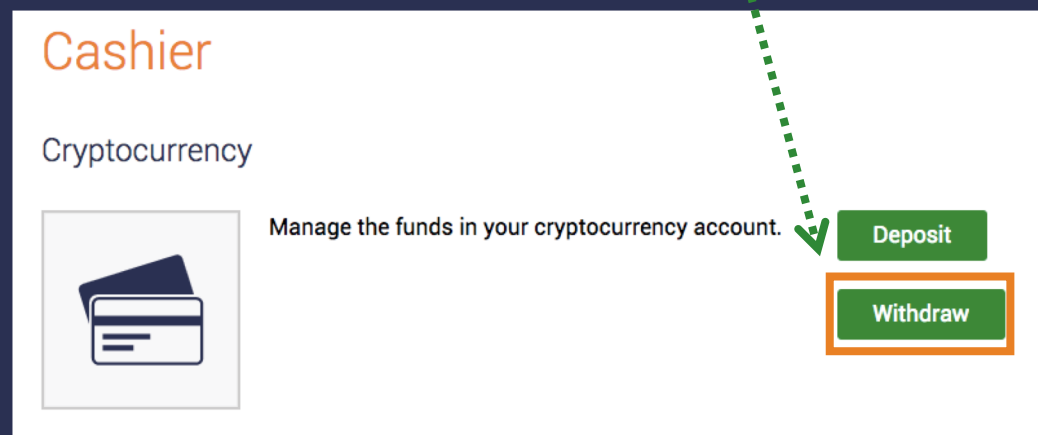 Cashier
Cryptocurrency
Manage the funds in your cryptocurrency account.
Deposit
Withdraw